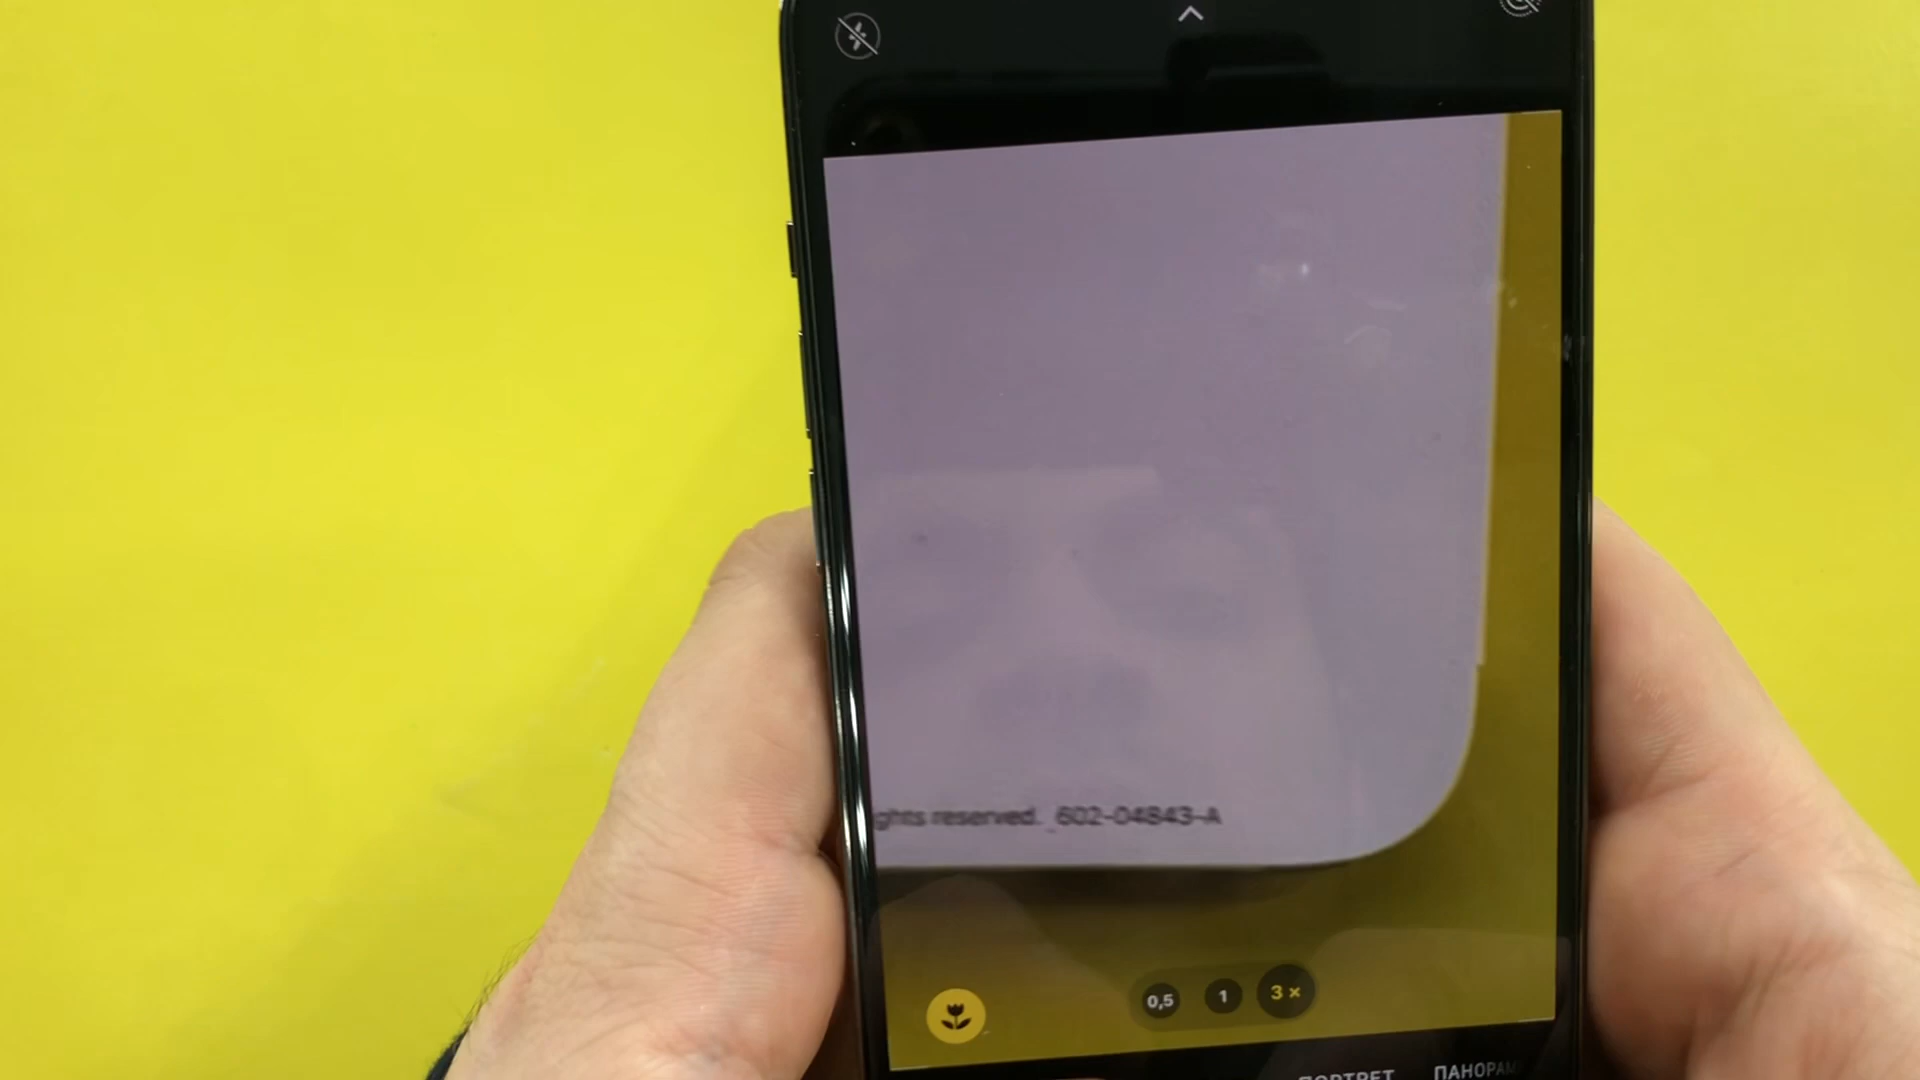 ghts reserved. 602-04843-A
0,5 1 3×
ПОРТРЕТ ПАНОРАМ